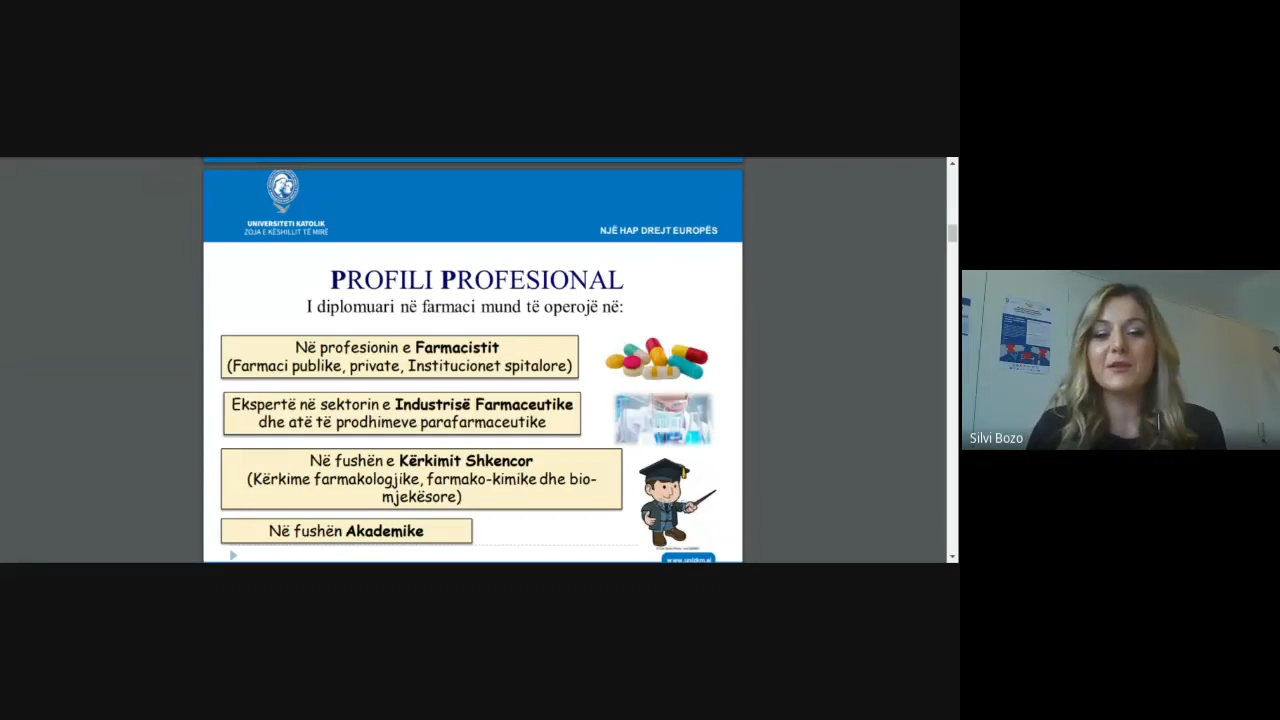 UNIVERSITETI KATOLIK
ZOJA E KËSHILLIT TË MIRË
NJË HAP DREJT EUROPËS
PROFILI PROFESIONAL
I diplomuari në farmaci mund të operojë në:
Në profesionin e Farmacistit
(Farmaci publike, private, Institucionet spitalore)
Ekspertë në sektorin e Industrisë Farmaceutike
dhe atë të prodhimeve parafarmaceutike
Në fushën e Kërkimit Shkencor
(Kërkime farmakologjike, farmako-kimike dhe bio-
mjekësore)
Në fushën Akademike
Silvi Bozo